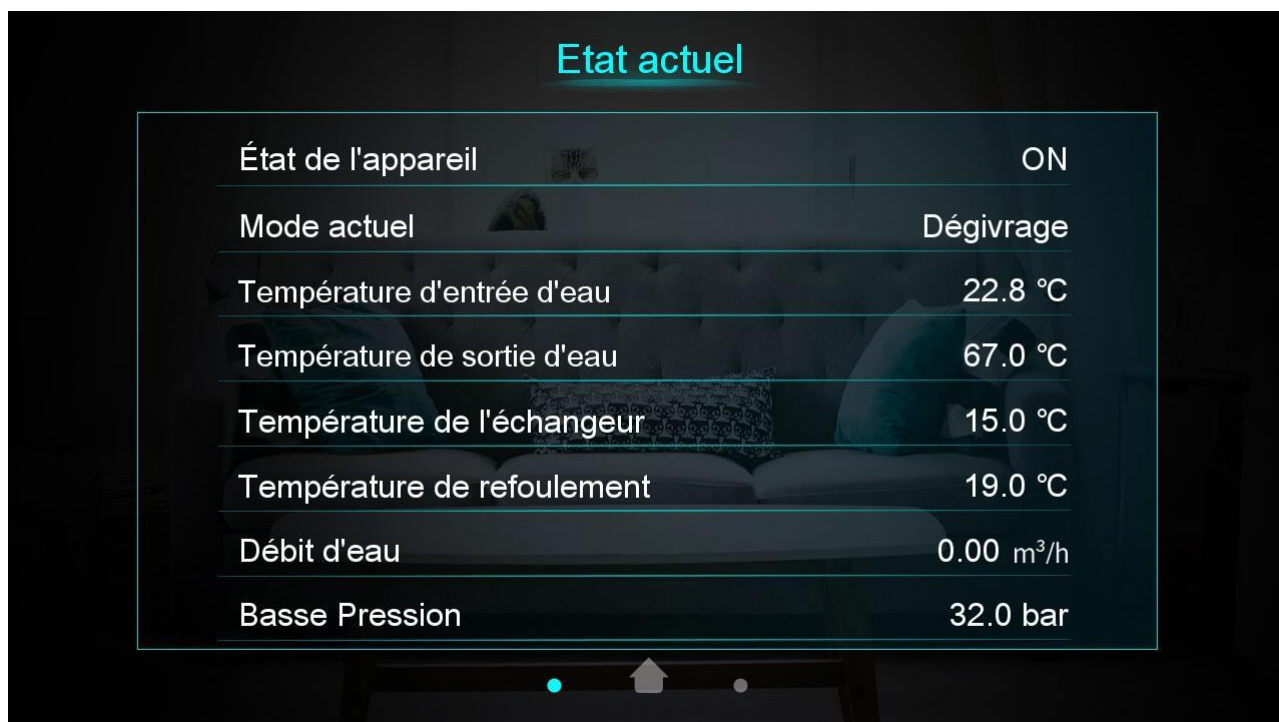 Etat actuel
État de l'appareil ON
Mode actuel Dégivrage
Température d'entrée d'eau 22.8 ℃
Température de sortie d'eau 67.0 ℃
Température de l'échangeur 15.0 ℃
Température de refoulement 19.0 ℃
Débit d'eau 0.00 m³/h
Basse Pression 32.0 bar